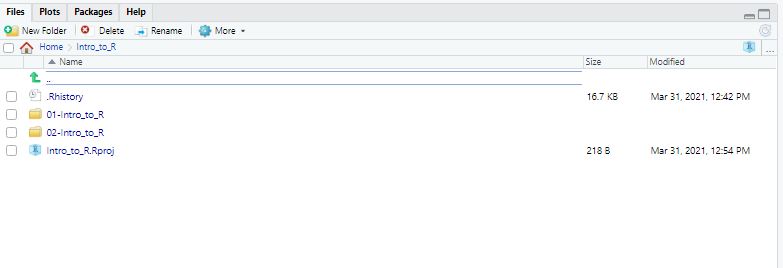 Files Plots Packages Help
New Folder Delete Rename More
Home Intro_to_R ...
Name Size Modified
..
.Rhistory 16.7 KB Mar 31, 2021, 12:42 PM
01-Intro_to_R
02-Intro_to_R
Intro_to_R.Rproj 218 B Mar 31, 2021, 12:54 PM